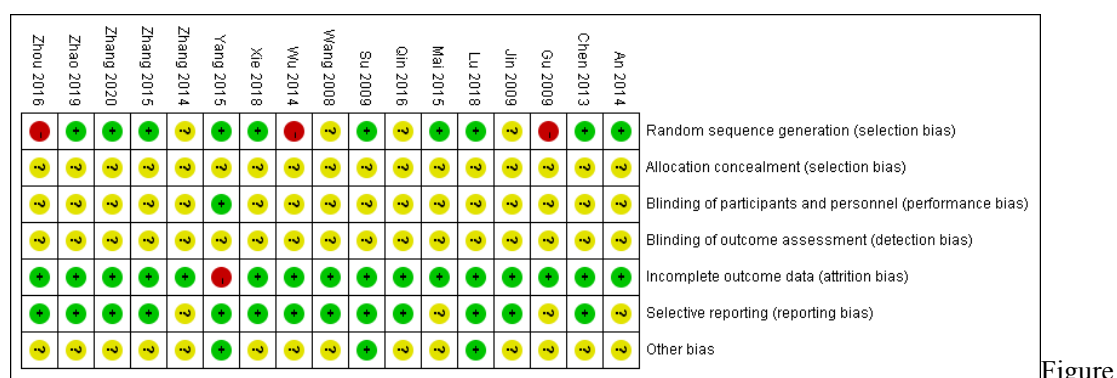 Zhou 2016
Zhao 2019
Zhang 2020
Zhang 2015
Zhang 2014
Yang 2015
Xie 2018
Wu 2014
Wang 2008
Su 2009
Qin 2016
Mai 2015
Lu 2018
Jin 2009
Gu 2009
Chen 2013
An 2014
- + + + ? + + - ? + ? + + ? - + + Random sequence generation (selection bias)
? ? ? ? ? ? ? ? ? ? ? ? ? ? ? ? ? Allocation concealment (selection bias)
? ? ? ? ? + ? ? ? ? ? ? ? ? ? ? ? Blinding of participants and personnel (performance bias)
? ? ? ? ? ? ? ? ? ? ? ? ? ? ? ? ? Blinding of outcome assessment (detection bias)
+ + + + + - + + + + + + + + + + + Incomplete outcome data (attrition bias)
+ + + + ? + + + + + + ? + + ? + ? Selective reporting (reporting bias)
? ? ? ? ? + ? ? ? + ? ? + ? ? ? ? Other bias
Figure